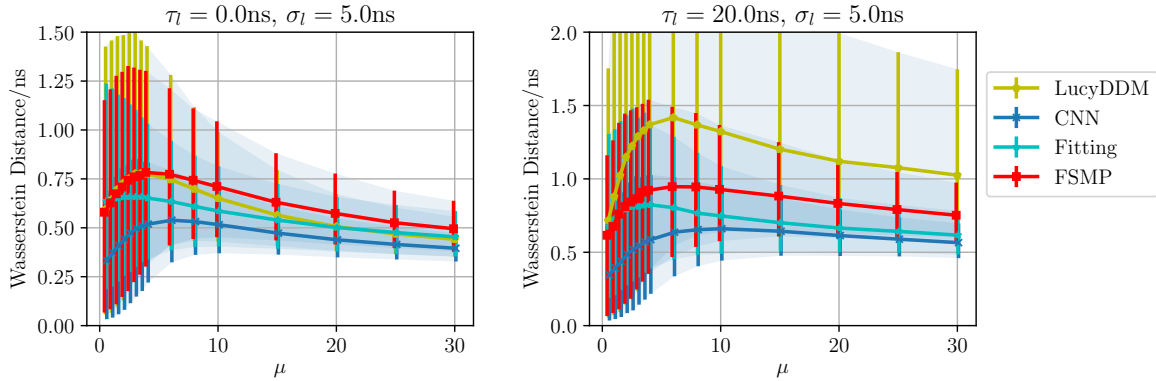 τ_l = 0.0ns, σ_l = 5.0ns
Wasserstein Distance/ns
1.50
1.25
1.00
0.75
0.50
0.25
0.00
0 10 20 30
μ
τ_l = 20.0ns, σ_l = 5.0ns
Wasserstein Distance/ns
2.0
1.5
1.0
0.5
0.0
0 10 20 30
μ
LucyDDM
CNN
Fitting
FSMP